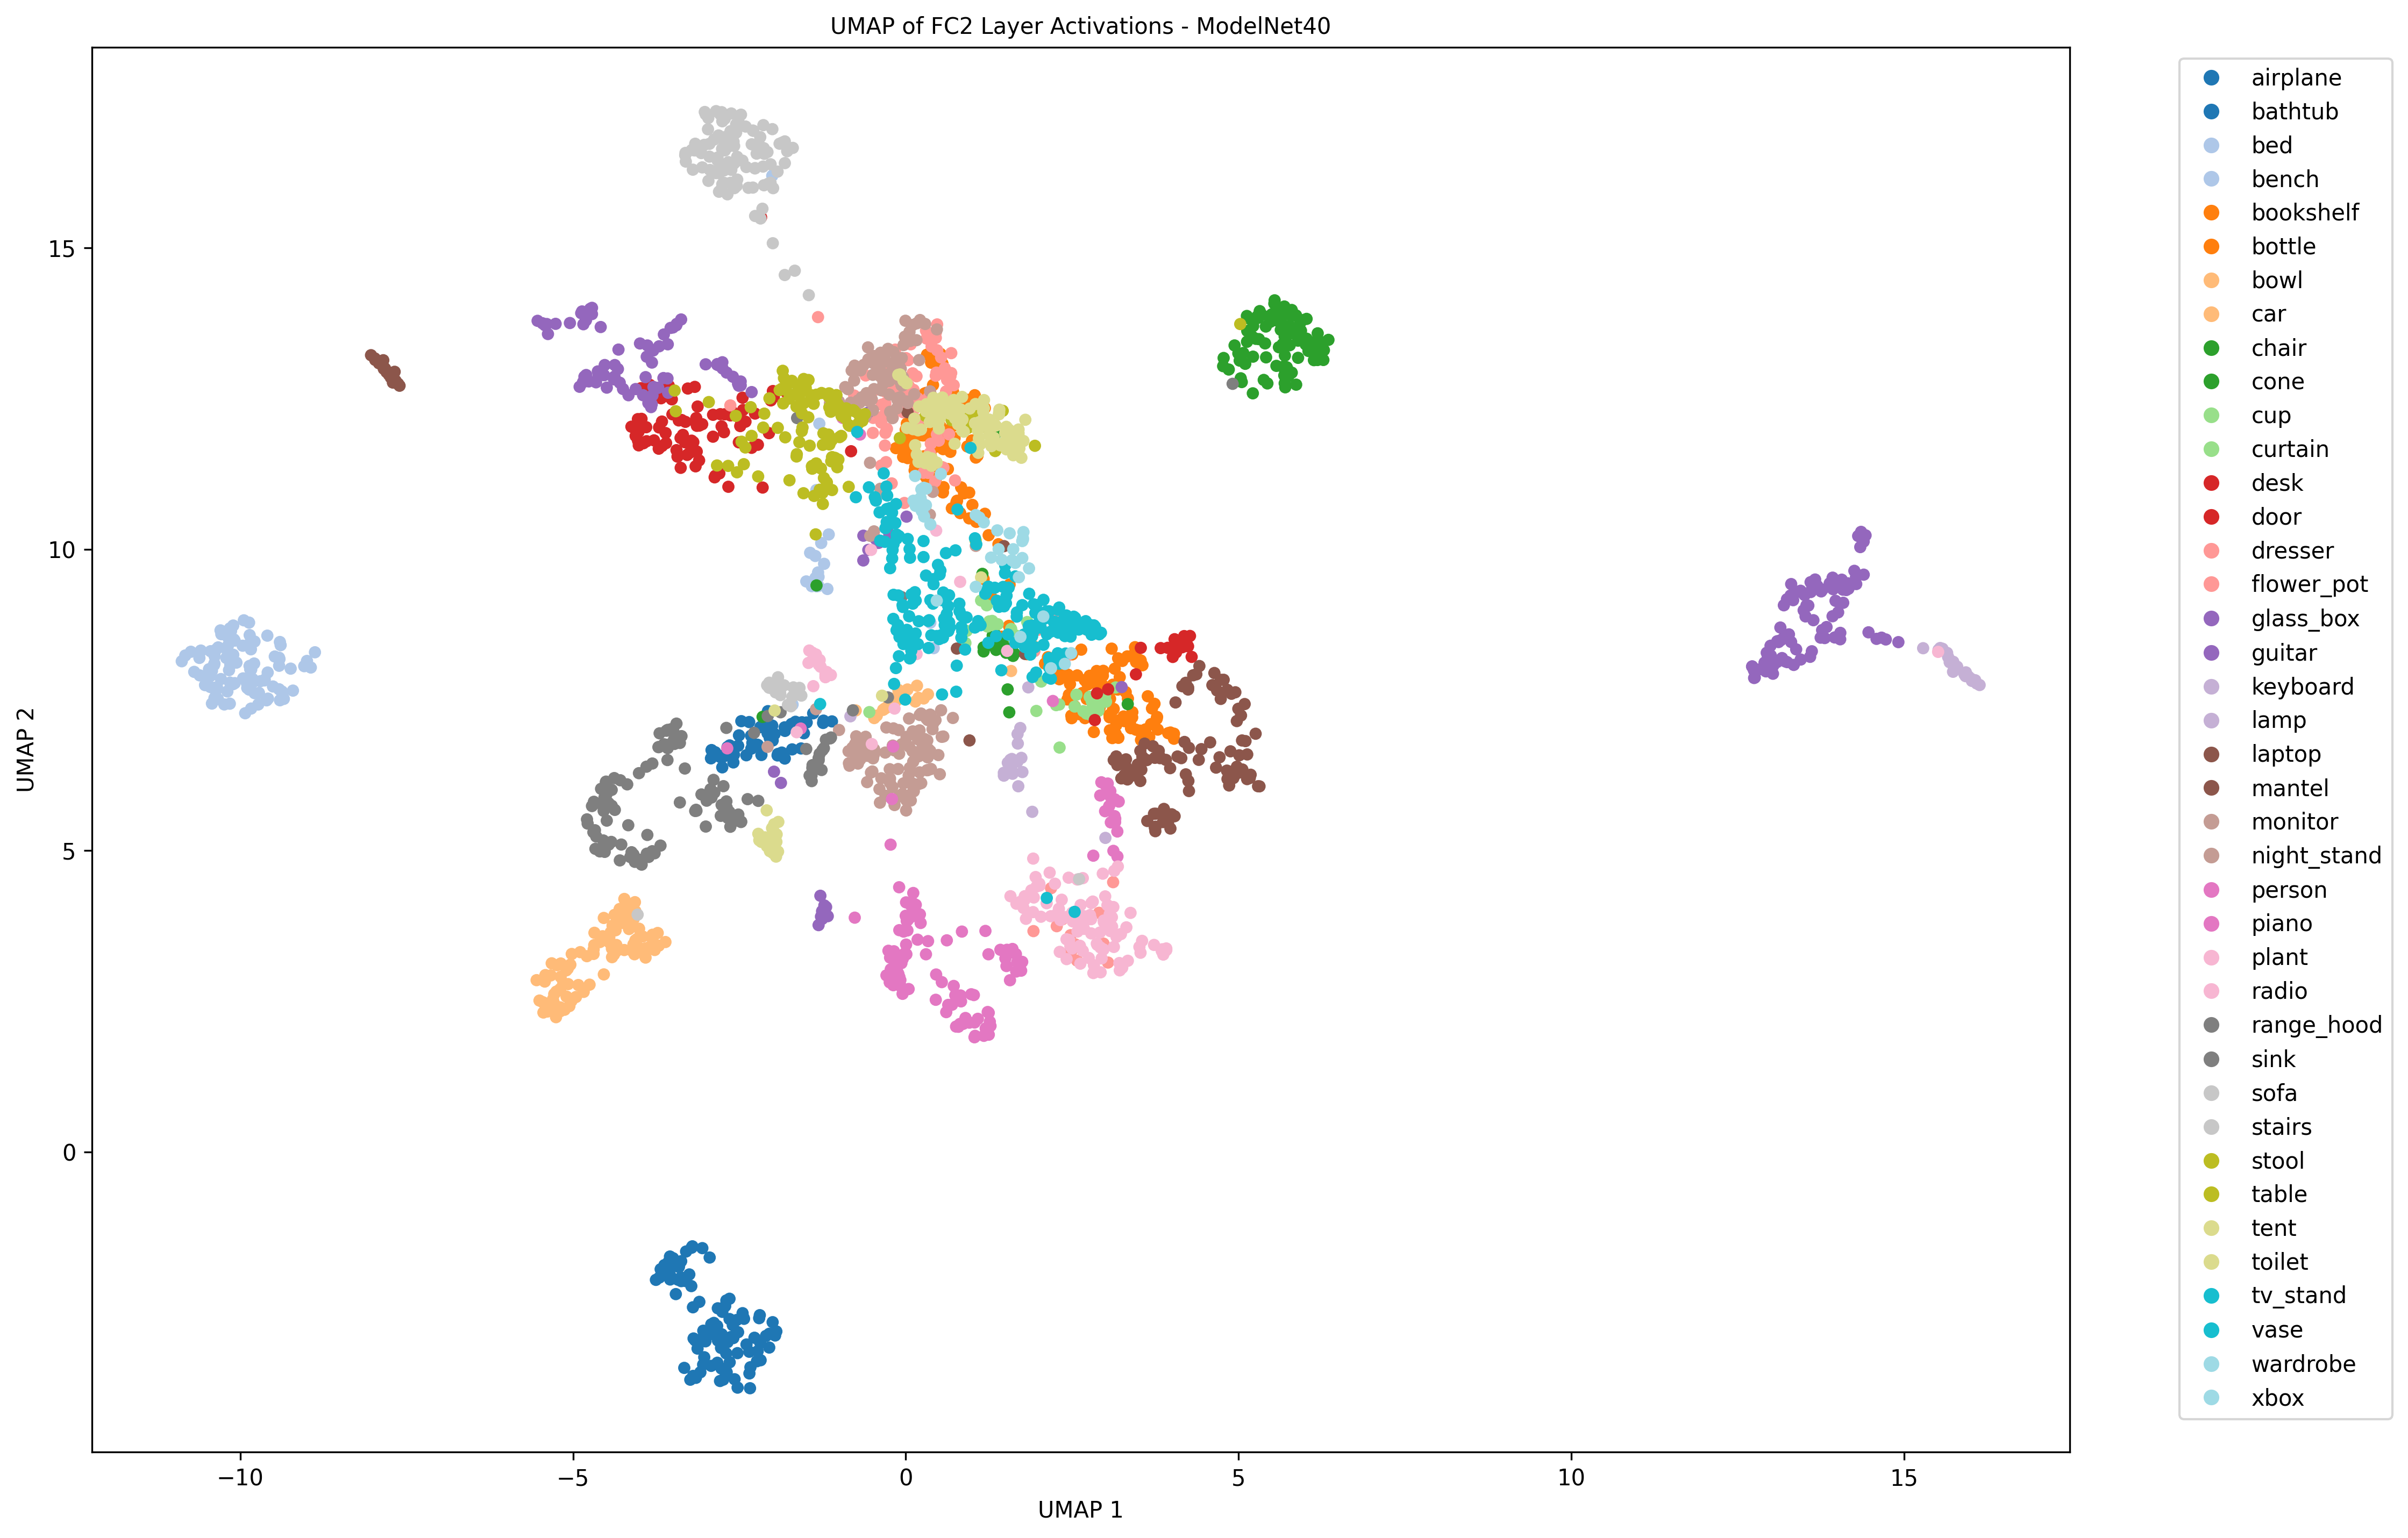 UMAP of FC2 Layer Activations - ModelNet40
15
10
5
0
UMAP 2
−10
−5
0
5
10
15
UMAP 1
airplane
bathtub
bed
bench
bookshelf
bottle
bowl
car
chair
cone
cup
curtain
desk
door
dresser
flower_pot
glass_box
guitar
keyboard
lamp
laptop
mantel
monitor
night_stand
person
piano
plant
radio
range_hood
sink
sofa
stairs
stool
table
tent
toilet
tv_stand
vase
wardrobe
xbox